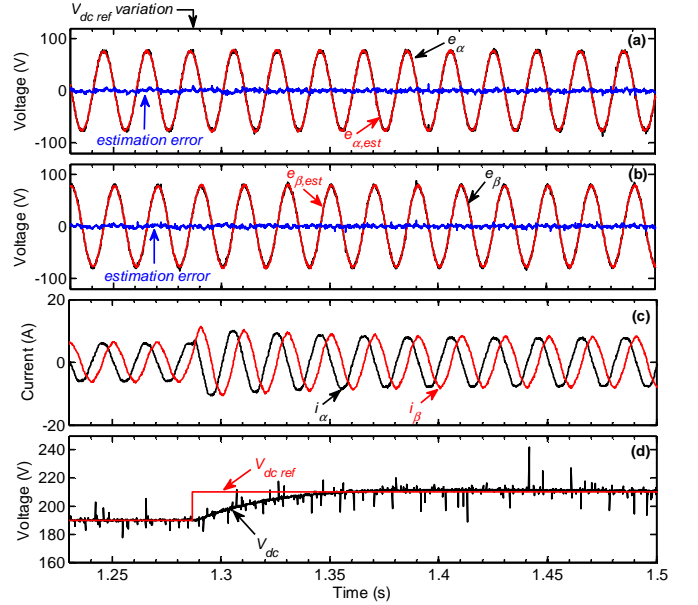 V_dc ref variation
(a)
e_α
100
0
-100
Voltage (V)
estimation error
e_α,est
(b)
e_β,est
e_β
100
0
-100
Voltage (V)
estimation error
(c)
20
0
-20
Current (A)
i_α
i_β
(d)
240
220
200
180
160
Voltage (V)
V_dc ref
V_dc
1.25 1.3 1.35 1.4 1.45 1.5
Time (s)